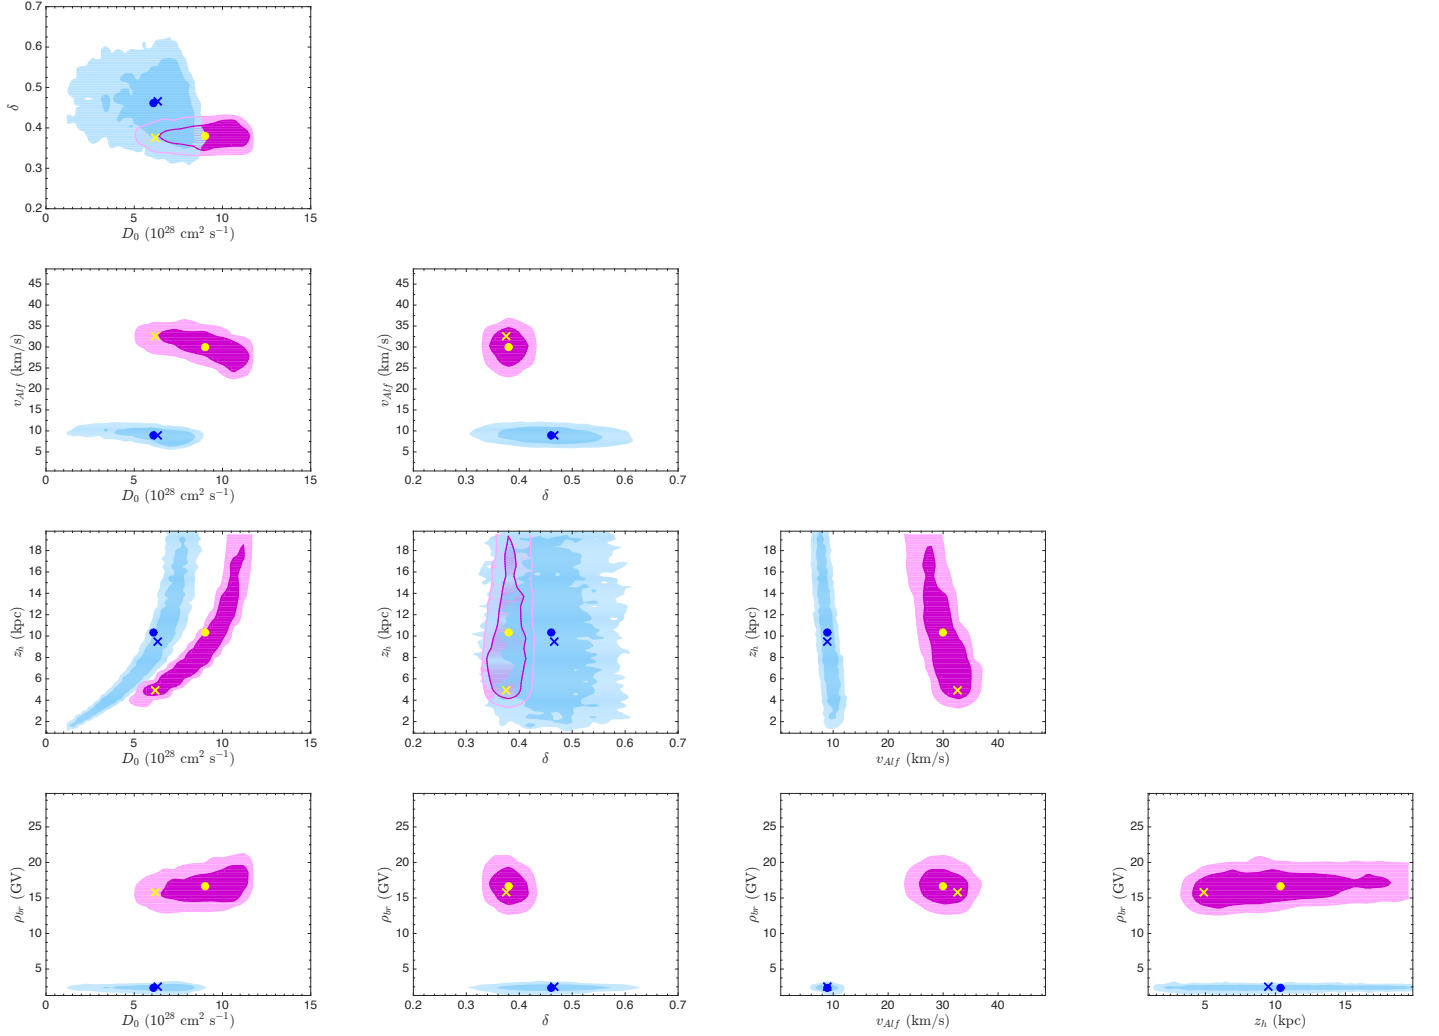 0.7
0.6
0.5
δ
0.4
0.3
0.2
0 5 10 15
D₀ (10²⁸ cm² s⁻¹)
45
40
35
30
v_Alf (km/s)
25
20
15
10
5
0 5 10 15
D₀ (10²⁸ cm² s⁻¹)
45
40
35
30
v_Alf (km/s)
25
20
15
10
5
0.2 0.3 0.4 0.5 0.6 0.7
δ
18
16
14
12
z_h (kpc)
10
8
6
4
2
0 5 10 15
D₀ (10²⁸ cm² s⁻¹)
18
16
14
12
z_h (kpc)
10
8
6
4
2
0.2 0.3 0.4 0.5 0.6 0.7
δ
18
16
14
12
z_h (kpc)
10
8
6
4
2
10 20 30 40
v_Alf (km/s)
25
20
ρ_br (GV)
15
10
5
0 5 10 15
D₀ (10²⁸ cm² s⁻¹)
25
20
ρ_br (GV)
15
10
5
0.2 0.3 0.4 0.5 0.6 0.7
δ
25
20
ρ_br (GV)
15
10
5
10 20 30 40
v_Alf (km/s)
25
20
ρ_br (GV)
15
10
5
5 10 15
z_h (kpc)